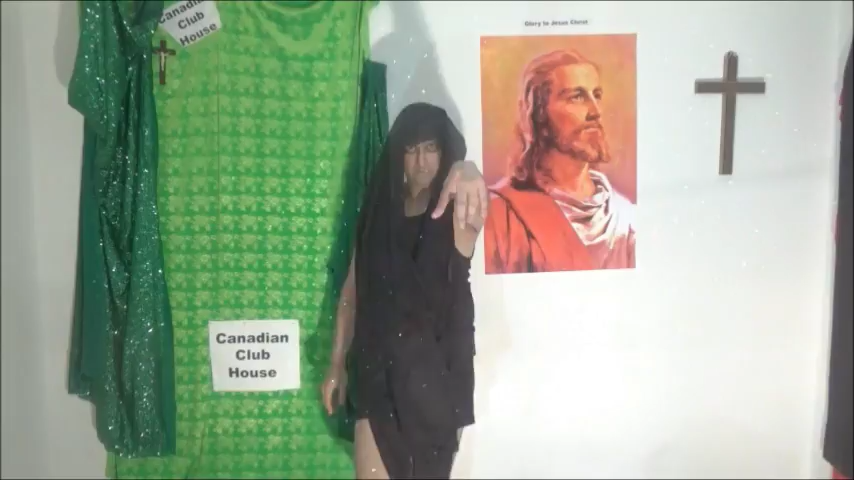 Canadian
Club
House
Glory to Jesus Christ
Canadian
Club
House